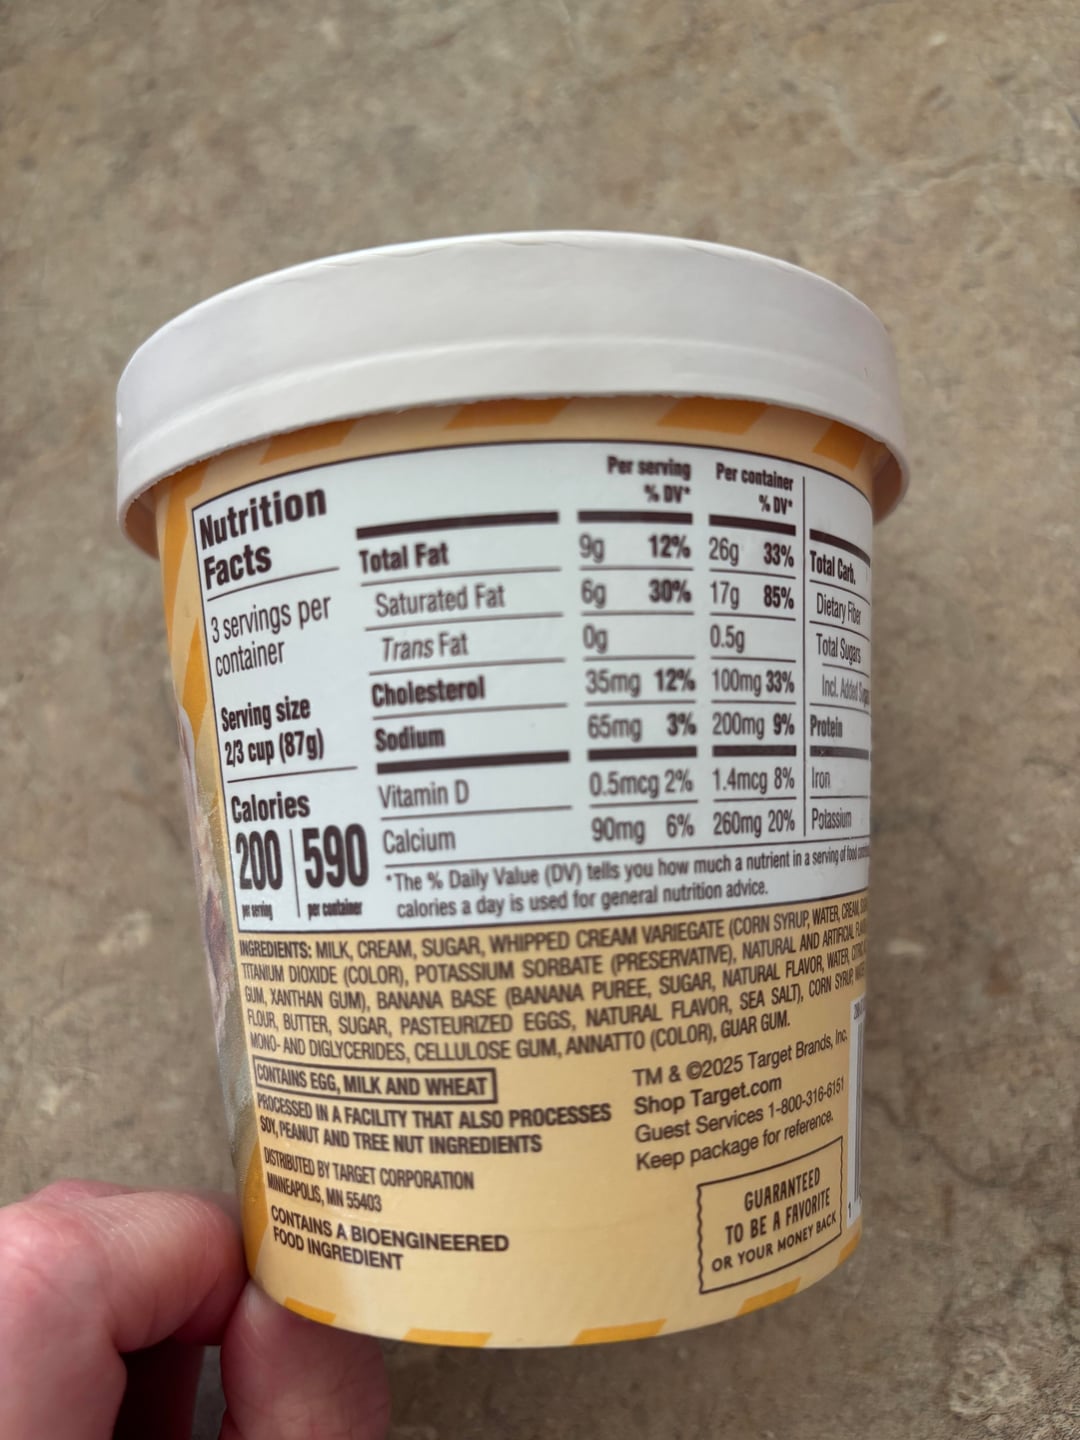 Nutrition
Facts
3 servings per
container
Serving size
2/3 cup (87g)
Calories
200 590
per serving per container
Per serving Per container
% DV* % DV*
Total Fat 9g 12% 26g 33%
Saturated Fat 6g 30% 17g 85%
Trans Fat 0g 0.5g
Cholesterol 35mg 12% 100mg 33%
Sodium 65mg 3% 200mg 9%
Vitamin D 0.5mcg 2% 1.4mcg 8%
Calcium 90mg 6% 260mg 20%
Total Carb.
Dietary Fiber
Total Sugars
Incl. Added
Protein
Iron
Potassium
*The % Daily Value (DV) tells you how much a nutrient in a serving of food
calories a day is used for general nutrition advice.
INGREDIENTS: MILK, CREAM, SUGAR, WHIPPED CREAM VARIEGATE (CORN SYRUP, WATER, CREAM,
TITANIUM DIOXIDE (COLOR), POTASSIUM SORBATE (PRESERVATIVE), NATURAL AND ARTIFICIAL
GUM, XANTHAN GUM), BANANA BASE (BANANA PUREE, SUGAR, NATURAL FLAVOR, WATER,
FLOUR, BUTTER, SUGAR, PASTEURIZED EGGS, NATURAL FLAVOR, SEA SALT), CORN SYRUP,
MONO- AND DIGLYCERIDES, CELLULOSE GUM, ANNATTO (COLOR), GUAR GUM.
CONTAINS EGG, MILK AND WHEAT
PROCESSED IN A FACILITY THAT ALSO PROCESSES
SOY, PEANUT AND TREE NUT INGREDIENTS
DISTRIBUTED BY TARGET CORPORATION
MINNEAPOLIS, MN 55403
CONTAINS A BIOENGINEERED
FOOD INGREDIENT
TM & ©2025 Target Brands, Inc.
Shop Target.com
Guest Services 1-800-316-6151
Keep package for reference.
GUARANTEED
TO BE A FAVORITE
OR YOUR MONEY BACK
1